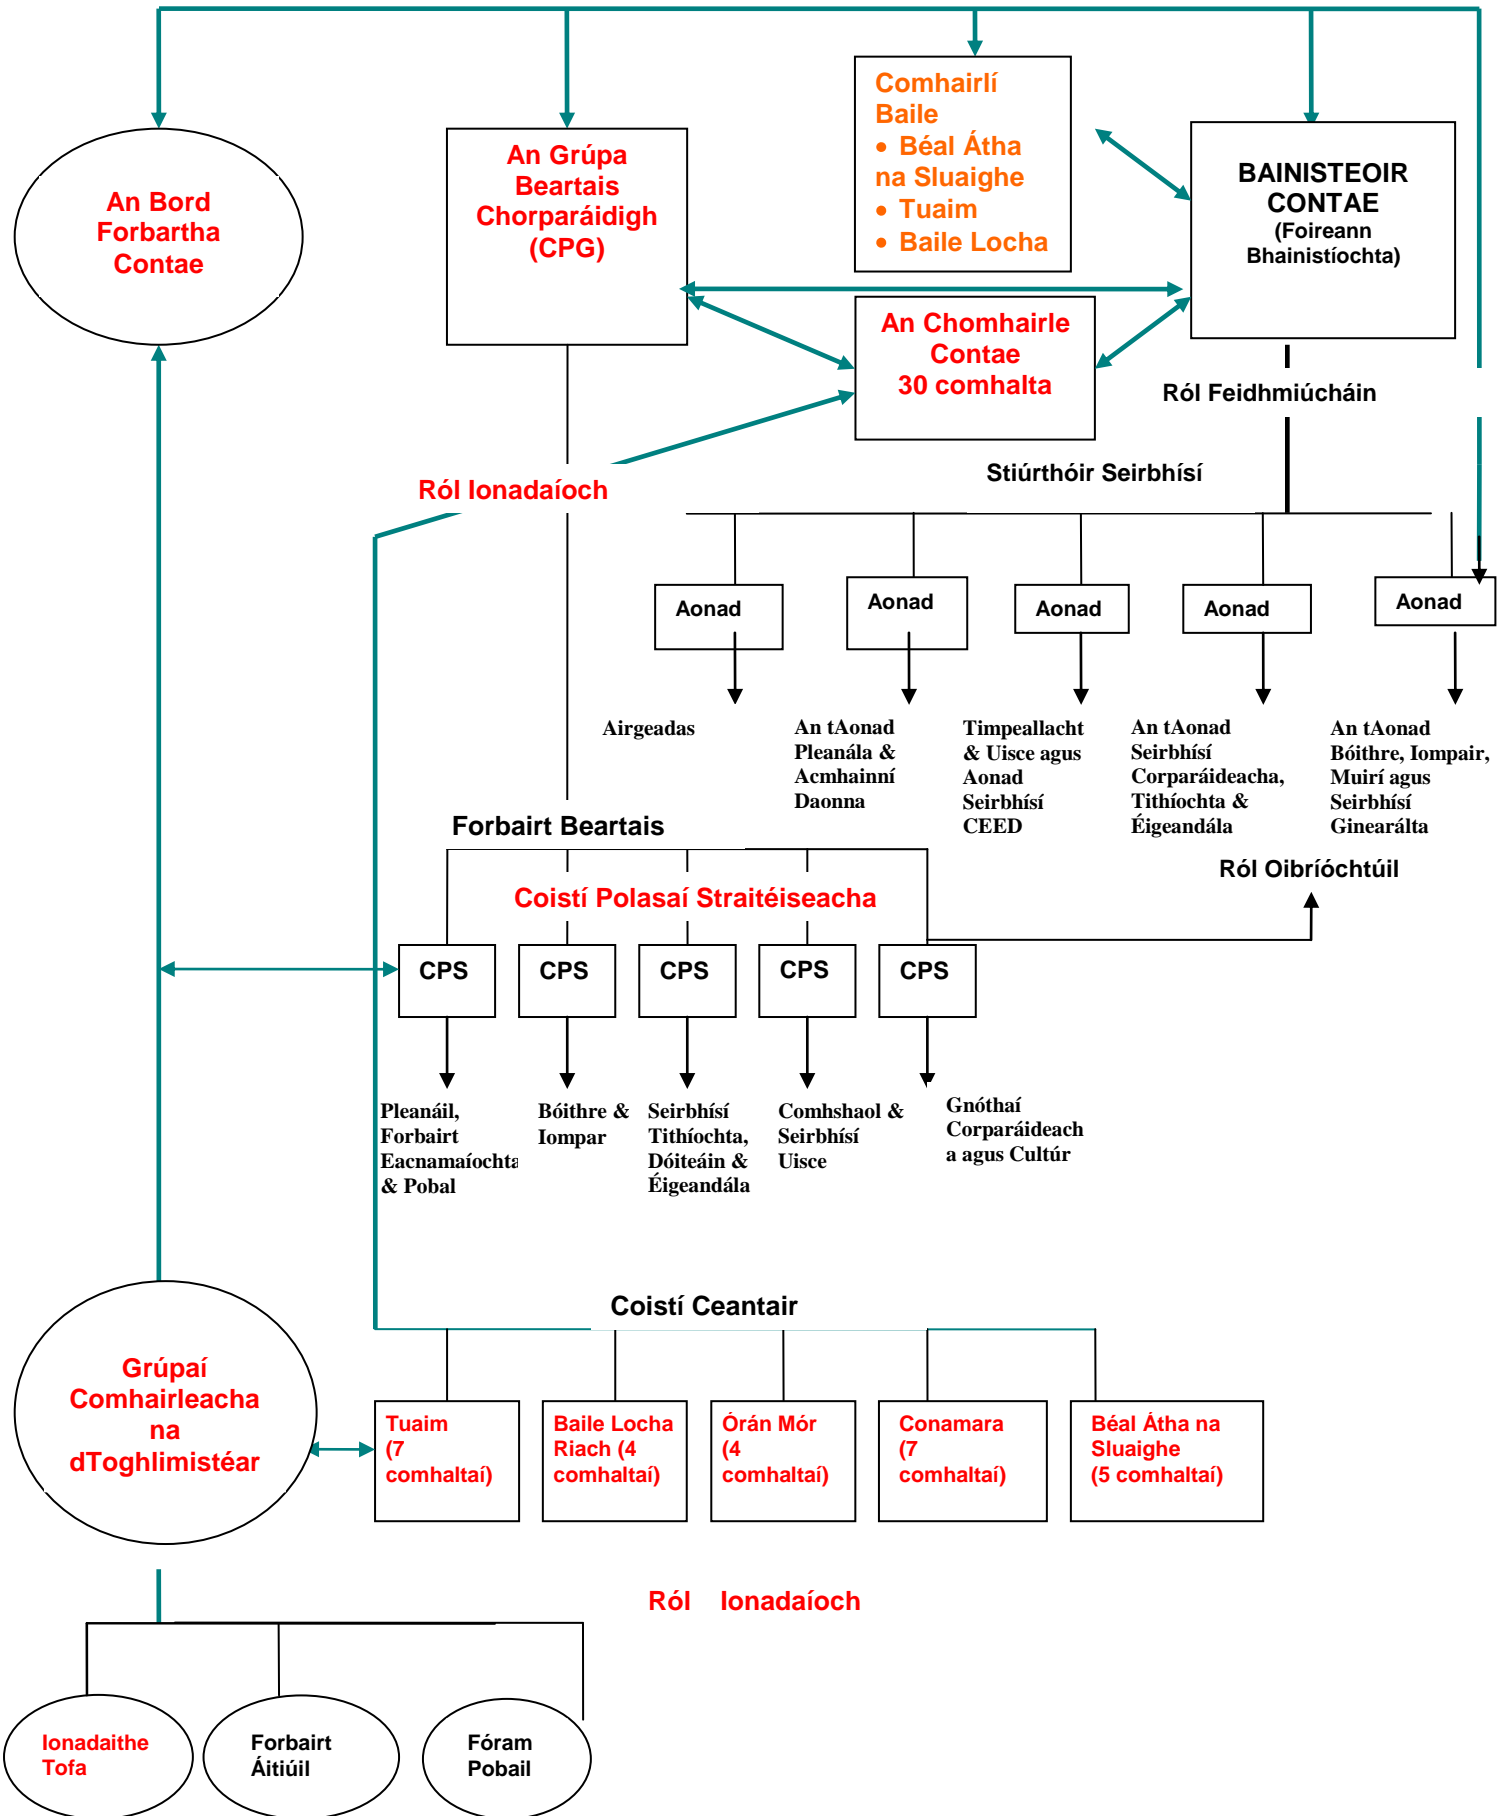 Comhairlí
Baile
• Béal Átha
na Sluaighe
• Tuaim
• Baile Locha
An Bord
Forbartha
Contae
An Grúpa
Beartais
Chorparáidigh
(CPG)
BAINISTEOIR
CONTAE
(Foireann
Bhainistíochta)
An Chomhairle
Contae
30 comhalta
Ról Feidhmiúcháin
Stiúrthóir Seirbhísí
Ról Ionadaíoch
Aonad
Aonad
Aonad
Aonad
Aonad
Airgeadas
An tAonad
Pleanála &
Acmhainní
Daonna
Timpeallacht
& Uisce agus
Aonad
Seirbhísí
CEED
An tAonad
Seirbhísí
Corparáideacha,
Tithíochta &
Éigeandála
An tAonad
Bóithre, Iompair,
Muirí agus
Seirbhísí
Ginearálta
Forbairt Beartais
Ról Oibríóchtúil
Coistí Polasaí Straitéiseacha
CPS
CPS
CPS
CPS
CPS
Pleanáil,
Forbairt
Eacnamaíochta
& Pobal
Bóithre &
Iompar
Seirbhísí
Tithíochta,
Dóiteáin &
Éigeandála
Comhshaol &
Seirbhísí
Uisce
Gnóthaí
Corparáideach
a agus Cultúr
Coistí Ceantair
Grúpaí
Comhairleacha
na
dToghlimistéar
Tuaim
(7
comhaltaí)
Baile Locha
Riach (4
comhaltaí)
Órán Mór
(4
comhaltaí)
Conamara
(7
comhaltaí)
Béal Átha na
Sluaighe
(5 comhaltaí)
Ról Ionadaíoch
Ionadaithe
Tofa
Forbairt
Áitiúil
Fóram
Pobail